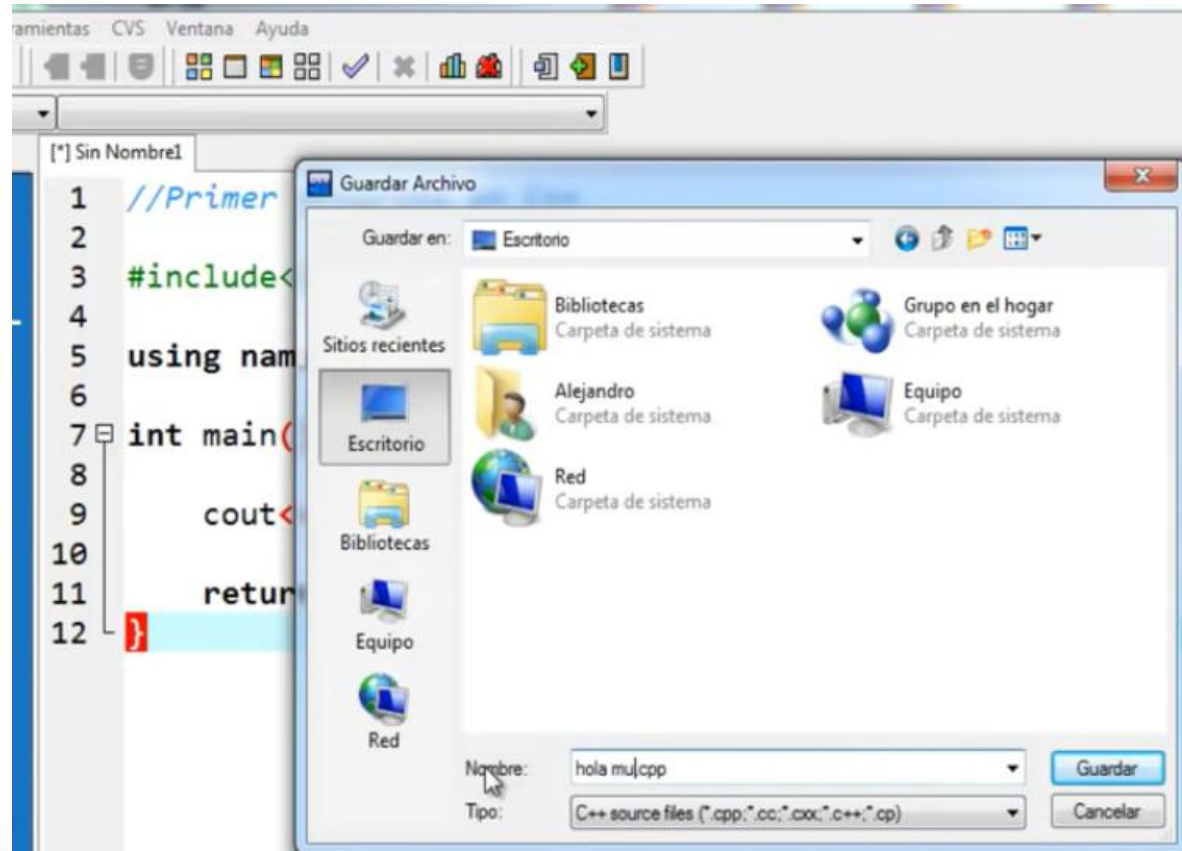 ramientas CVS Ventana Ayuda
[*] Sin Nombre1
1 //Primer
2
3 #include<
4
5 using nam
6
7 int main(
8
9 cout<
10
11 retur
12 }
Guardar Archivo
Guardar en: Escritorio
Sitios recientes
Escritorio
Bibliotecas
Equipo
Red
Bibliotecas
Carpeta de sistema
Grupo en el hogar
Carpeta de sistema
Alejandro
Carpeta de sistema
Equipo
Carpeta de sistema
Red
Carpeta de sistema
Nombre: hola mu.cpp
Guardar
Tipo: C++ source files (*.cpp;*.cc;*.cxx;*.c++;*.cp)
Cancelar